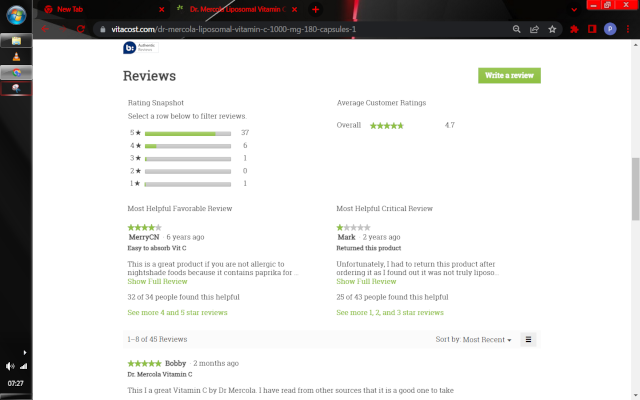 New Tab
Dr. Mercola Liposomal Vitamin C
vitacost.com/dr-mercola-liposomal-vitamin-c-1000-mg-180-capsules-1
P
b:
Authentic
Reviews
Write a review
Rating Snapshot
Average Customer Ratings
Select a row below to filter reviews.
Overall ★★★★★ 4.7
5 ★ 37
4 ★ 6
3 ★ 1
2 ★ 0
1 ★ 1
Most Helpful Favorable Review
★★★★★
MerryCN · 6 years ago
Easy to absorb Vit C
This is a great product if you are not allergic to
nightshade foods because it contains paprika for...
Show Full Review
32 of 34 people found this helpful
See more 4 and 5 star reviews
Most Helpful Critical Review
★★★★★
Mark · 2 years ago
Returned this product
Unfortunately, I had to return this product after
ordering it as I found out it was not truly liposo...
Show Full Review
25 of 43 people found this helpful
See more 1, 2, and 3 star reviews
1–8 of 45 Reviews
Sort by: Most Recent ▼
≡
★★★★★ Bobby · 2 months ago
Dr. Mercola Vitamin C
This I a great Vitamin C by Dr Mercola. I have read from other sources that it is a good one to take
07:27